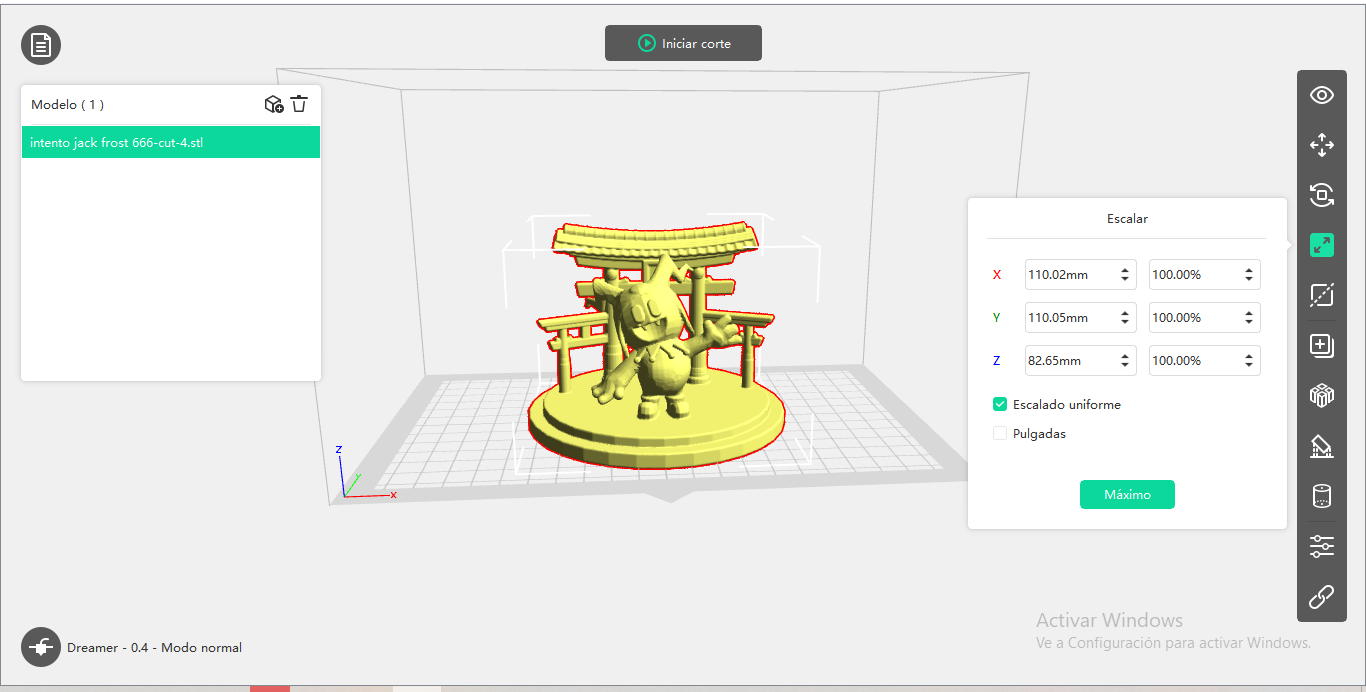 Iniciar corte
Modelo ( 1 )
intento jack frost 666-cut-4.stl
Escalar
X 110.02mm 100.00%
Y 110.05mm 100.00%
Z 82.65mm 100.00%
Escalado uniforme
Pulgadas
Máximo
Z
Y
X
Activar Windows
Ve a Configuración para activar Windows.
Dreamer - 0.4 - Modo normal